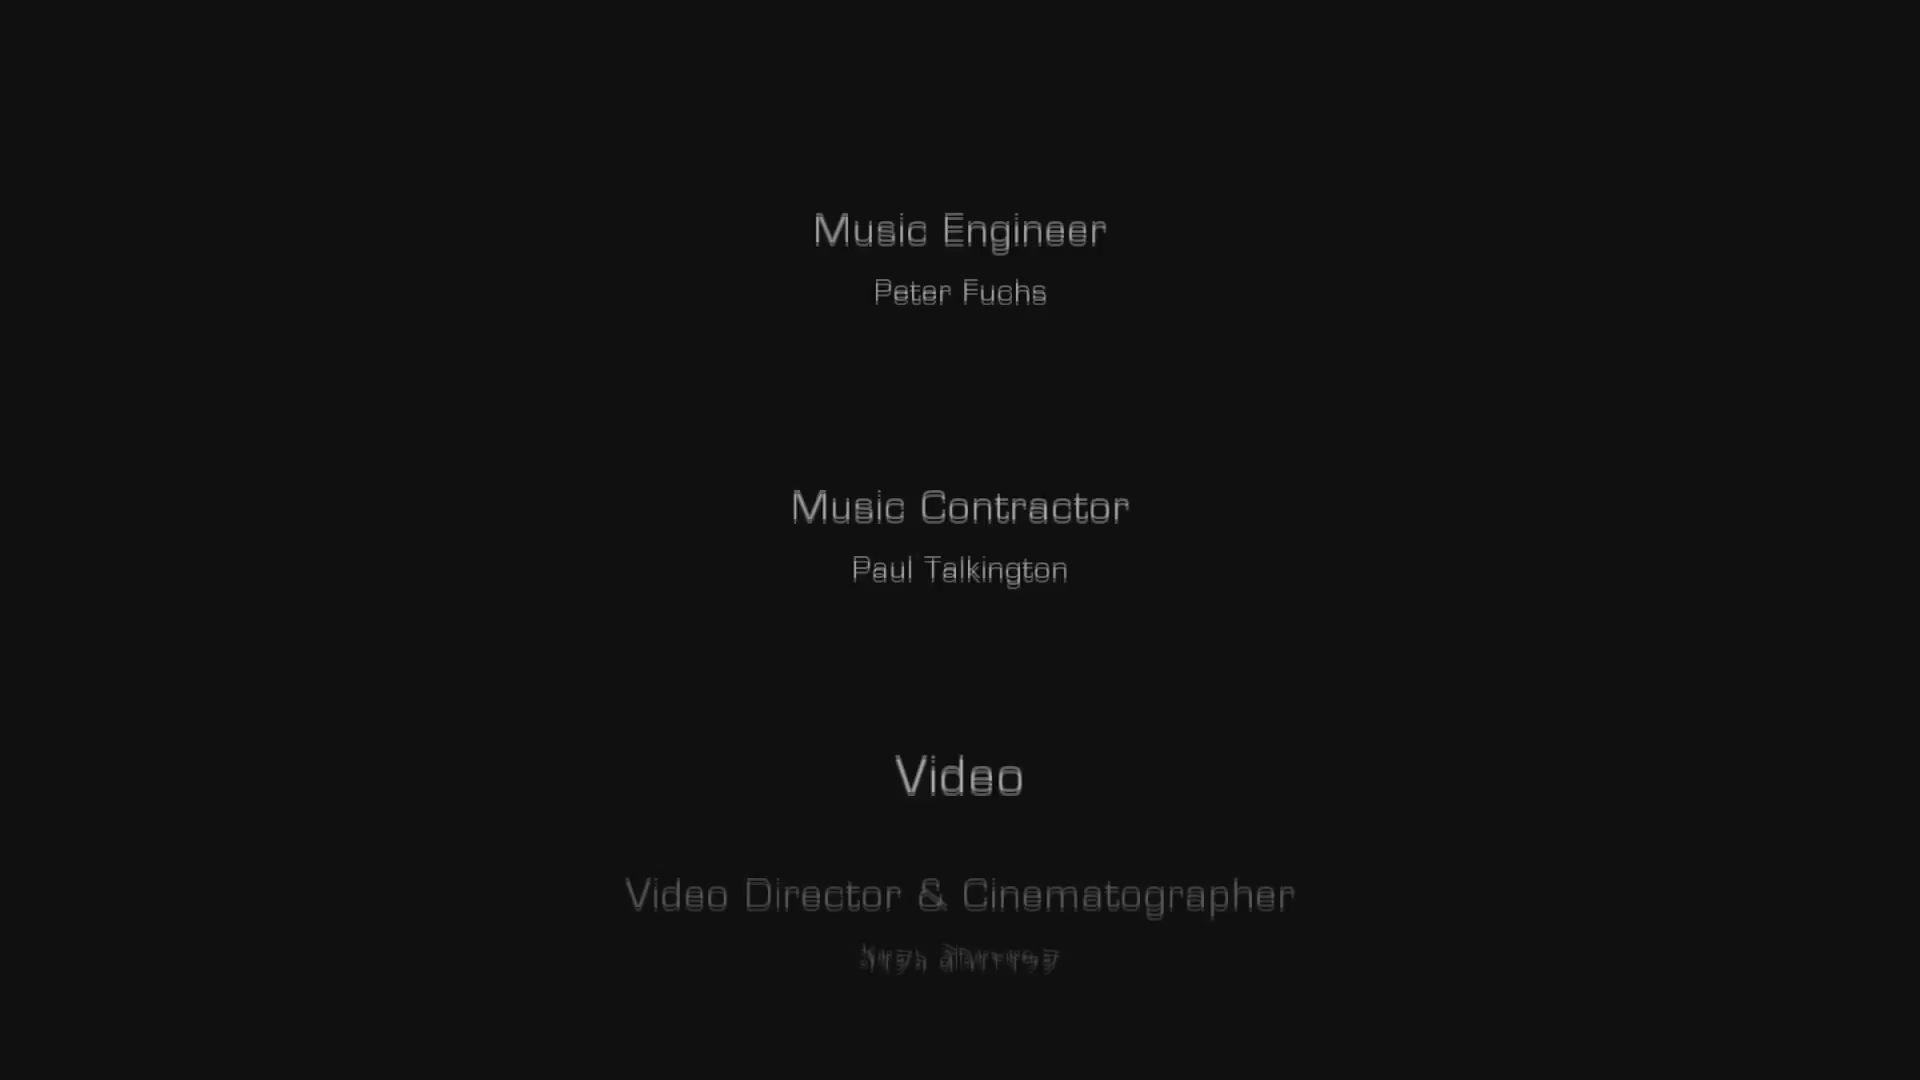 Music Engineer
Peter Fuchs
Music Contractor
Paul Talkington
Video
Video Director & Cinematographer